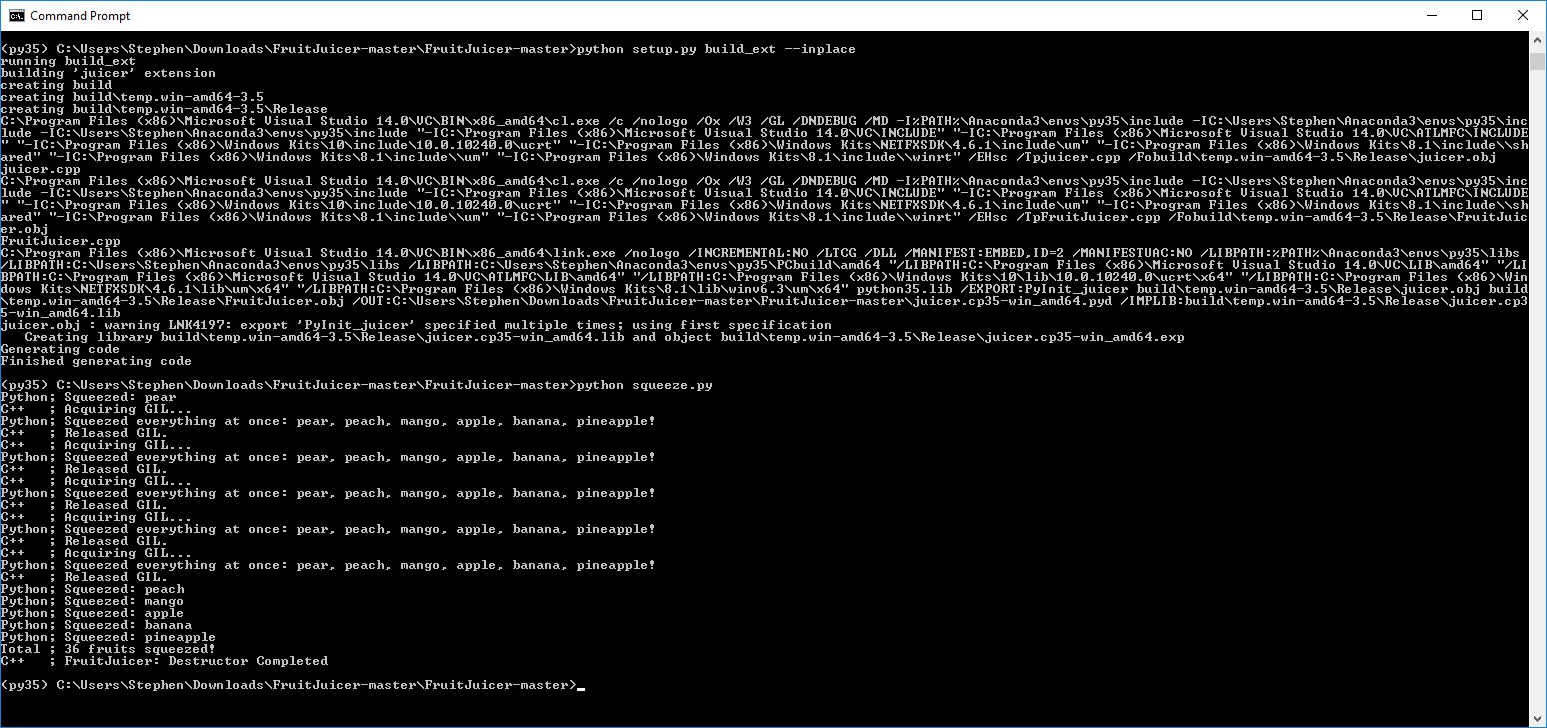 Command Prompt
(py35) C:\Users\Stephen\Downloads\FruitJuicer-master\FruitJuicer-master>python setup.py build_ext --inplace
running build_ext
building 'juicer' extension
creating build
creating build\temp.win-amd64-3.5
creating build\temp.win-amd64-3.5\Release
C:\Program Files (x86)\Microsoft Visual Studio 14.0\VC\BIN\x86_amd64\cl.exe /c /nologo /Ox /W3 /GL /DNDEBUG /MD -I%PATH%\Anaconda3\envs\py35\include -IC:\Users\Stephen\Anaconda3\envs\py35\inc
lude -IC:\Users\Stephen\Anaconda3\envs\py35\include "-IC:\Program Files (x86)\Microsoft Visual Studio 14.0\VC\INCLUDE" "-IC:\Program Files (x86)\Microsoft Visual Studio 14.0\VC\ATLMFC\INCLUDE
" "-IC:\Program Files (x86)\Windows Kits\10\include\10.0.10240.0\ucrt" "-IC:\Program Files (x86)\Windows Kits\NETFXSDK\4.6.1\include\um" "-IC:\Program Files (x86)\Windows Kits\8.1\include\\sh
ared" "-IC:\Program Files (x86)\Windows Kits\8.1\include\\um" "-IC:\Program Files (x86)\Windows Kits\8.1\include\\winrt" /EHsc /Tpjuicer.cpp /Fobuild\temp.win-amd64-3.5\Release\juicer.obj
juicer.cpp
C:\Program Files (x86)\Microsoft Visual Studio 14.0\VC\BIN\x86_amd64\cl.exe /c /nologo /Ox /W3 /GL /DNDEBUG /MD -I%PATH%\Anaconda3\envs\py35\include -IC:\Users\Stephen\Anaconda3\envs\py35\inc
lude -IC:\Users\Stephen\Anaconda3\envs\py35\include "-IC:\Program Files (x86)\Microsoft Visual Studio 14.0\VC\INCLUDE" "-IC:\Program Files (x86)\Microsoft Visual Studio 14.0\VC\ATLMFC\INCLUDE
" "-IC:\Program Files (x86)\Windows Kits\10\include\10.0.10240.0\ucrt" "-IC:\Program Files (x86)\Windows Kits\NETFXSDK\4.6.1\include\um" "-IC:\Program Files (x86)\Windows Kits\8.1\include\\sh
ared" "-IC:\Program Files (x86)\Windows Kits\8.1\include\\um" "-IC:\Program Files (x86)\Windows Kits\8.1\include\\winrt" /EHsc /TpFruitJuicer.cpp /Fobuild\temp.win-amd64-3.5\Release\FruitJuic
er.obj
FruitJuicer.cpp
C:\Program Files (x86)\Microsoft Visual Studio 14.0\VC\BIN\x86_amd64\link.exe /nologo /INCREMENTAL:NO /LTCG /DLL /MANIFEST:EMBED,ID=2 /MANIFESTUAC:NO /LIBPATH:%PATH%\Anaconda3\envs\py35\libs
/LIBPATH:C:\Users\Stephen\Anaconda3\envs\py35\libs /LIBPATH:C:\Users\Stephen\Anaconda3\envs\py35\PCbuild\amd64 "/LIBPATH:C:\Program Files (x86)\Microsoft Visual Studio 14.0\VC\LIB\amd64" "/LI
BPATH:C:\Program Files (x86)\Microsoft Visual Studio 14.0\VC\ATLMFC\LIB\amd64" "/LIBPATH:C:\Program Files (x86)\Windows Kits\10\lib\10.0.10240.0\ucrt\x64" "/LIBPATH:C:\Program Files (x86)\Win
dows Kits\NETFXSDK\4.6.1\lib\um\x64" "/LIBPATH:C:\Program Files (x86)\Windows Kits\8.1\lib\winv6.3\um\x64" python35.lib /EXPORT:PyInit_juicer build\temp.win-amd64-3.5\Release\juicer.obj build
\temp.win-amd64-3.5\Release\FruitJuicer.obj /OUT:C:\Users\Stephen\Downloads\FruitJuicer-master\FruitJuicer-master\juicer.cp35-win_amd64.pyd /IMPLIB:build\temp.win-amd64-3.5\Release\juicer.cp3
5-win_amd64.lib
juicer.obj : warning LNK4197: export 'PyInit_juicer' specified multiple times; using first specification
   Creating library build\temp.win-amd64-3.5\Release\juicer.cp35-win_amd64.lib and object build\temp.win-amd64-3.5\Release\juicer.cp35-win_amd64.exp
Generating code
Finished generating code
(py35) C:\Users\Stephen\Downloads\FruitJuicer-master\FruitJuicer-master>python squeeze.py
Python; Squeezed: pear
C++   ; Acquiring GIL...
Python; Squeezed everything at once: pear, peach, mango, apple, banana, pineapple!
C++   ; Released GIL.
C++   ; Acquiring GIL...
Python; Squeezed everything at once: pear, peach, mango, apple, banana, pineapple!
C++   ; Released GIL.
C++   ; Acquiring GIL...
Python; Squeezed everything at once: pear, peach, mango, apple, banana, pineapple!
C++   ; Released GIL.
C++   ; Acquiring GIL...
Python; Squeezed everything at once: pear, peach, mango, apple, banana, pineapple!
C++   ; Released GIL.
C++   ; Acquiring GIL...
Python; Squeezed everything at once: pear, peach, mango, apple, banana, pineapple!
C++   ; Released GIL.
Python; Squeezed: peach
Python; Squeezed: mango
Python; Squeezed: apple
Python; Squeezed: banana
Python; Squeezed: pineapple
Total ; 36 fruits squeezed!
C++   ; FruitJuicer: Destructor Completed
(py35) C:\Users\Stephen\Downloads\FruitJuicer-master\FruitJuicer-master>